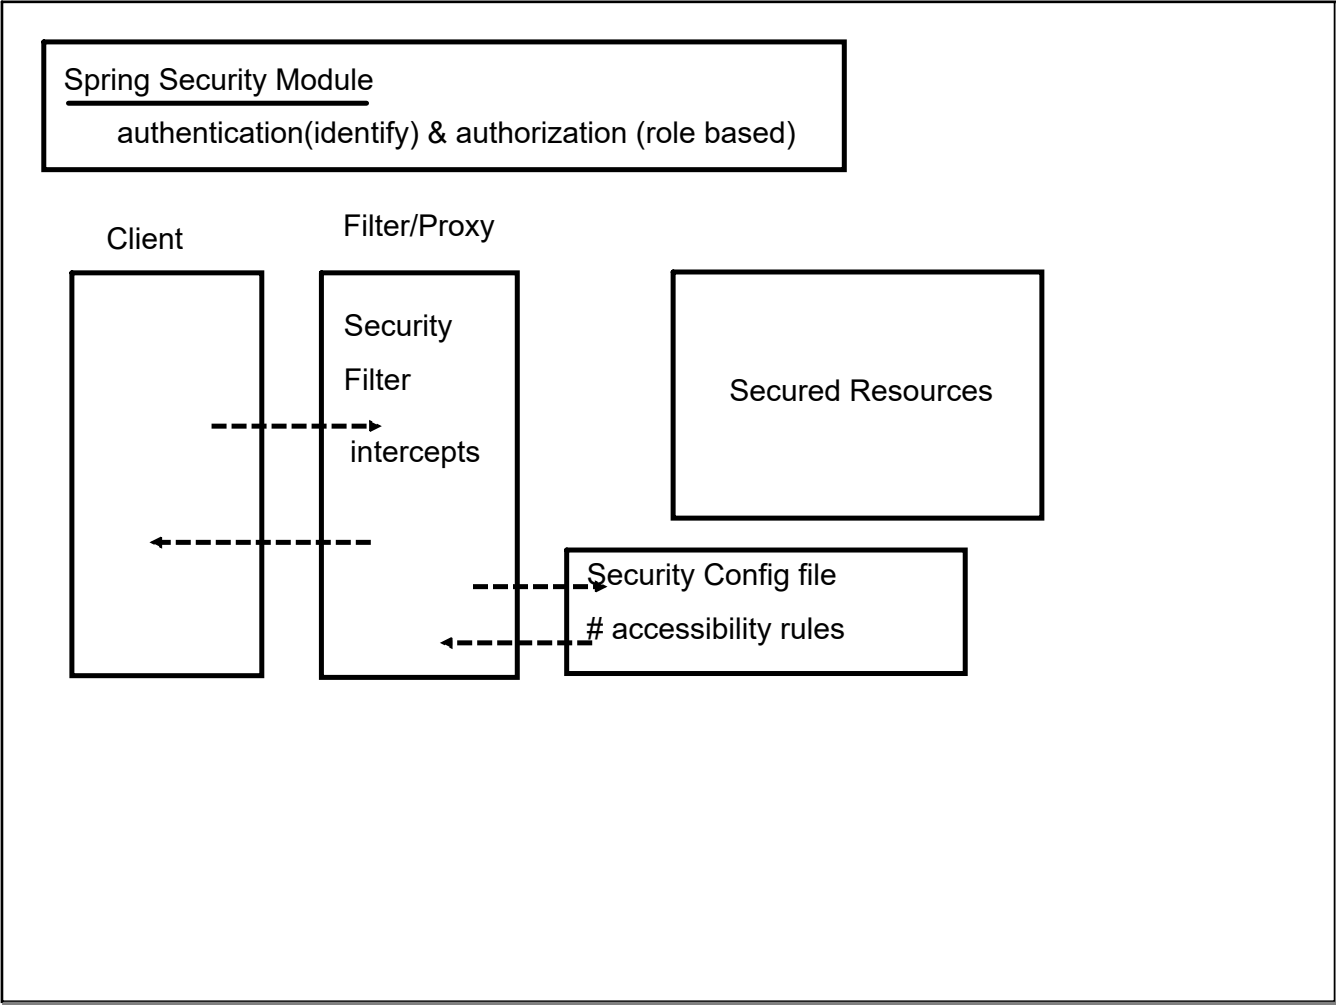 Spring Security Module
authentication(identify) & authorization (role based)
Client
Filter/Proxy
Security
Filter
intercepts
Secured Resources
Security Config file
# accessibility rules